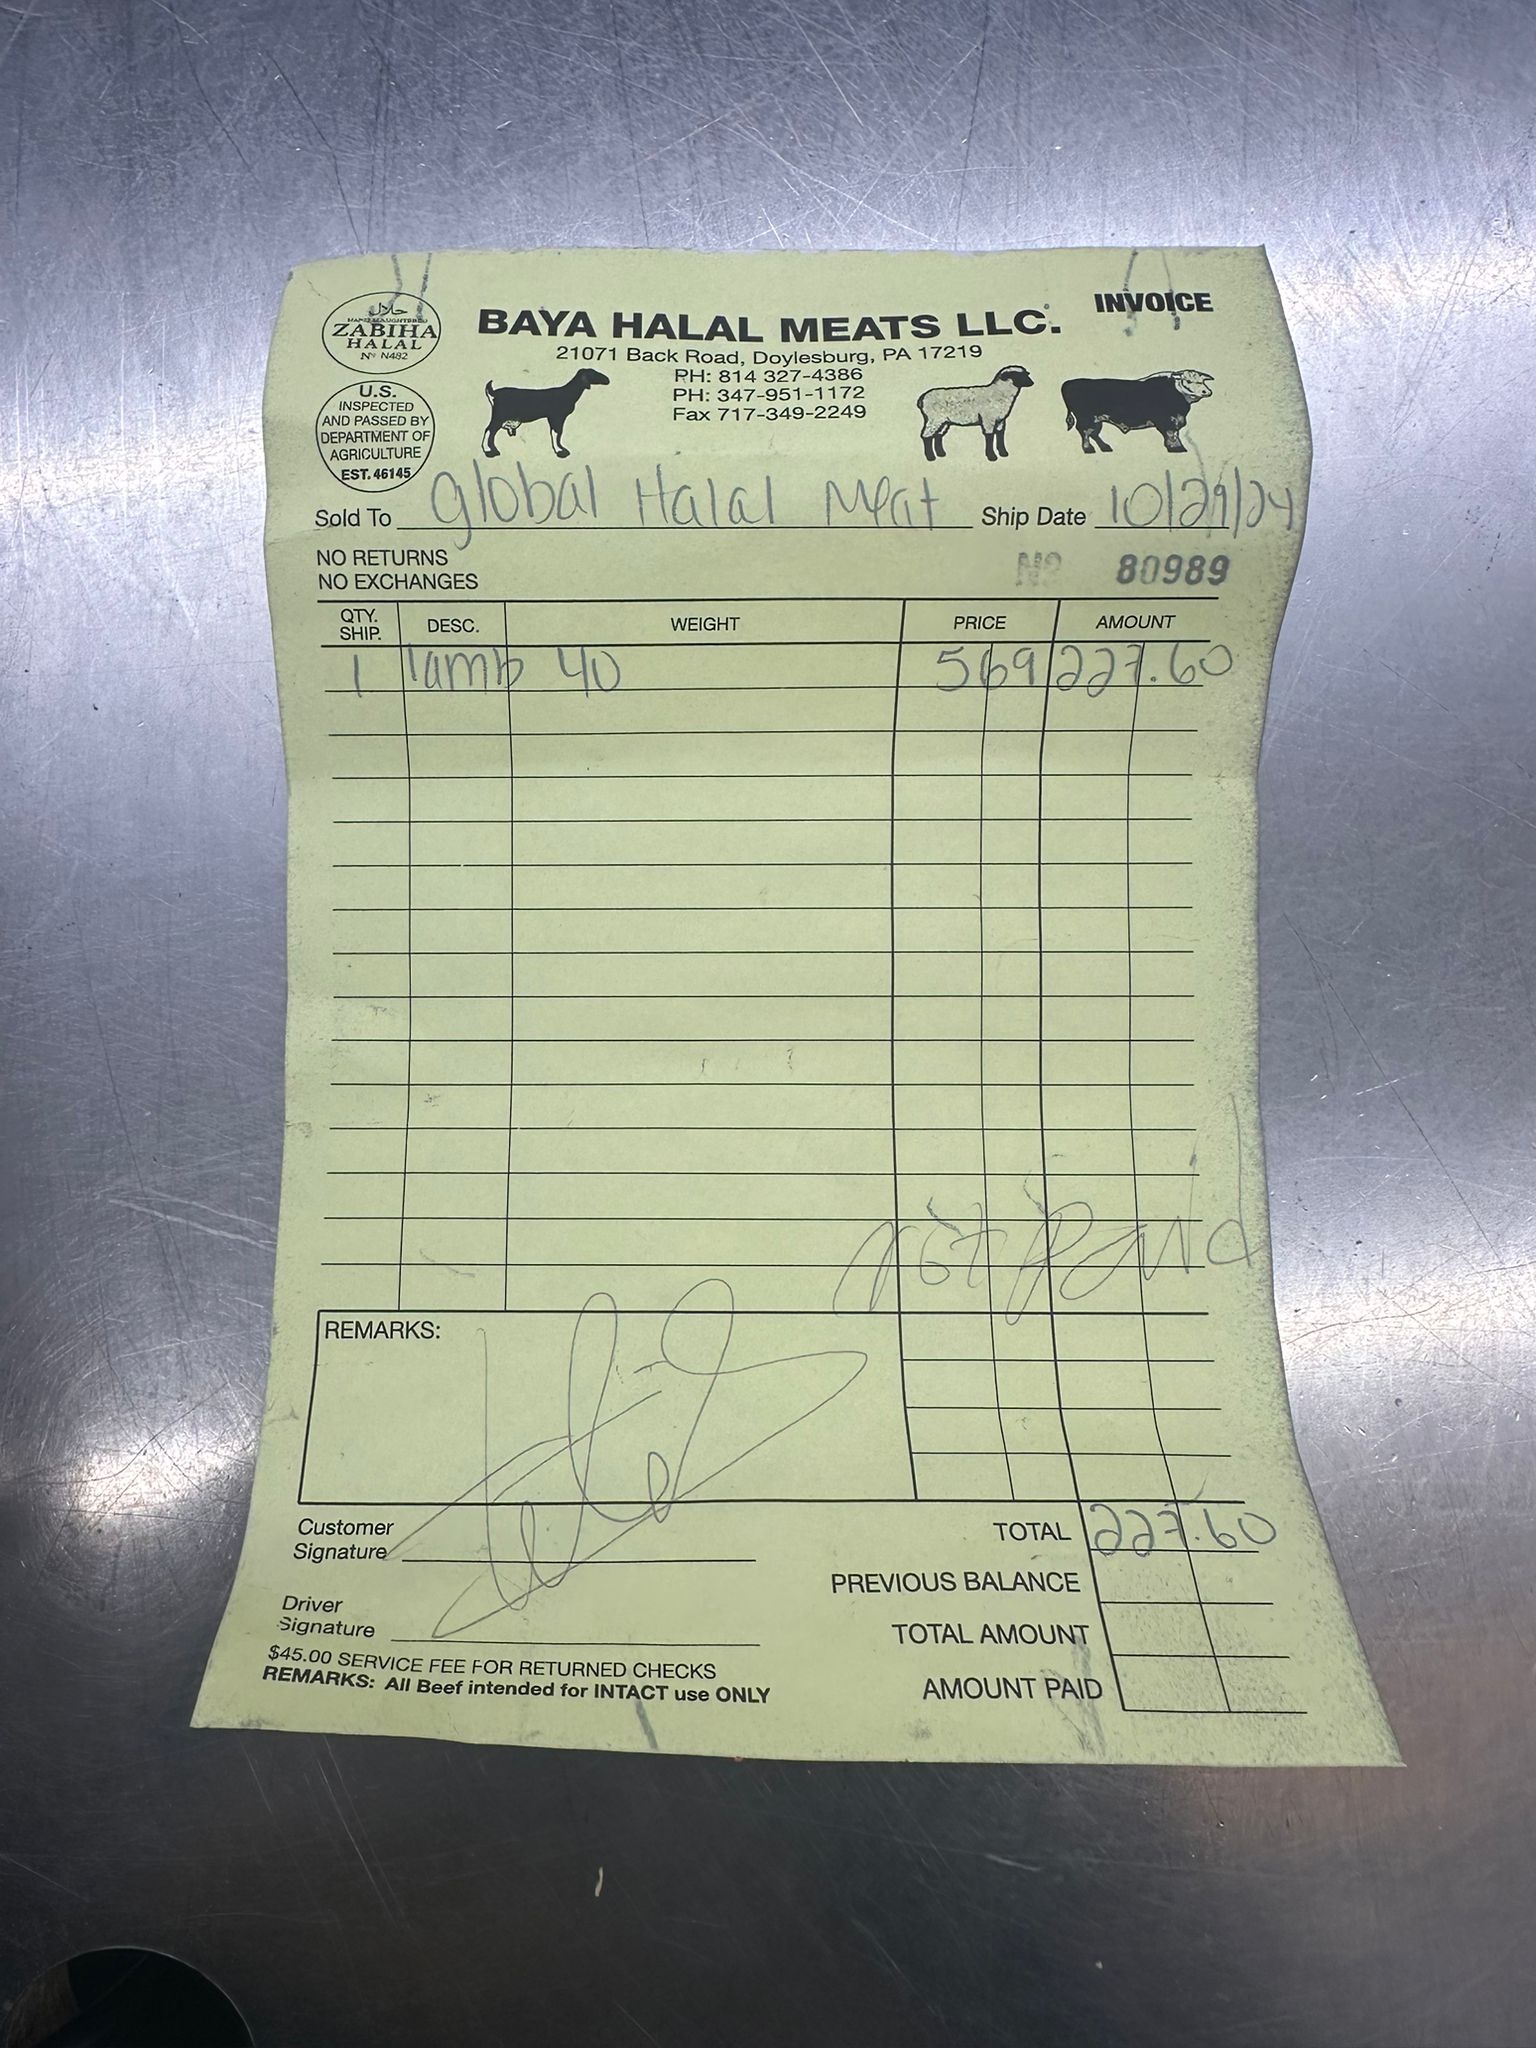 حلال
HAND SLAUGHTERED
ZABIHA
HALAL
Nº N482
U.S.
INSPECTED
AND PASSED BY
DEPARTMENT OF
AGRICULTURE
EST. 46145
BAYA HALAL MEATS LLC.
INVOICE
21071 Back Road, Doylesburg, PA 17219
PH: 814 327-4386
PH: 347-951-1172
Fax 717-349-2249
Sold To global Halal Meat Ship Date 10/29/24
NO RETURNS
NO EXCHANGES
Nº 80989
QTY. SHIP. DESC. WEIGHT PRICE AMOUNT
1 lamb 40 569 227.60
not paid
REMARKS:
Customer
Signature
Driver
Signature
TOTAL 227.60
PREVIOUS BALANCE
TOTAL AMOUNT
AMOUNT PAID
$45.00 SERVICE FEE FOR RETURNED CHECKS
REMARKS: All Beef intended for INTACT use ONLY